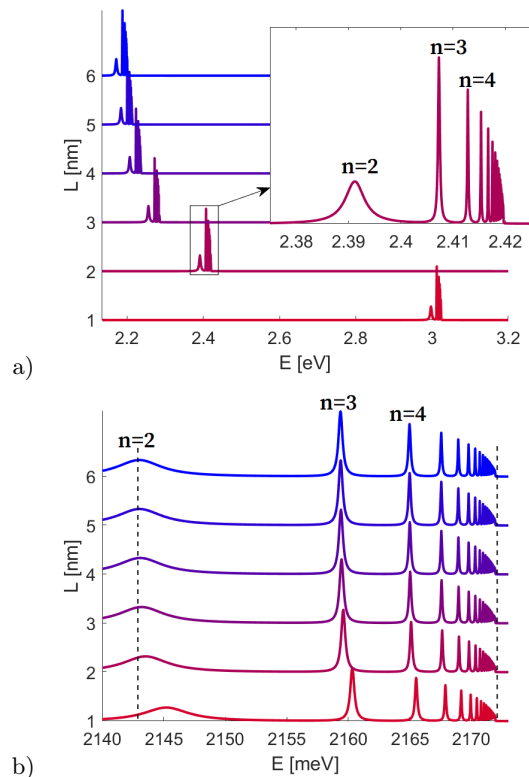 n=3
n=4
n=2
2.38 2.39 2.4 2.41 2.42
6
5
4
3
2
1
L [nm]
2.2 2.4 2.6 2.8 3 3.2
E [eV]
a)
n=2
n=3
n=4
6
5
4
3
2
1
L [nm]
2140 2145 2150 2155 2160 2165 2170
E [meV]
b)